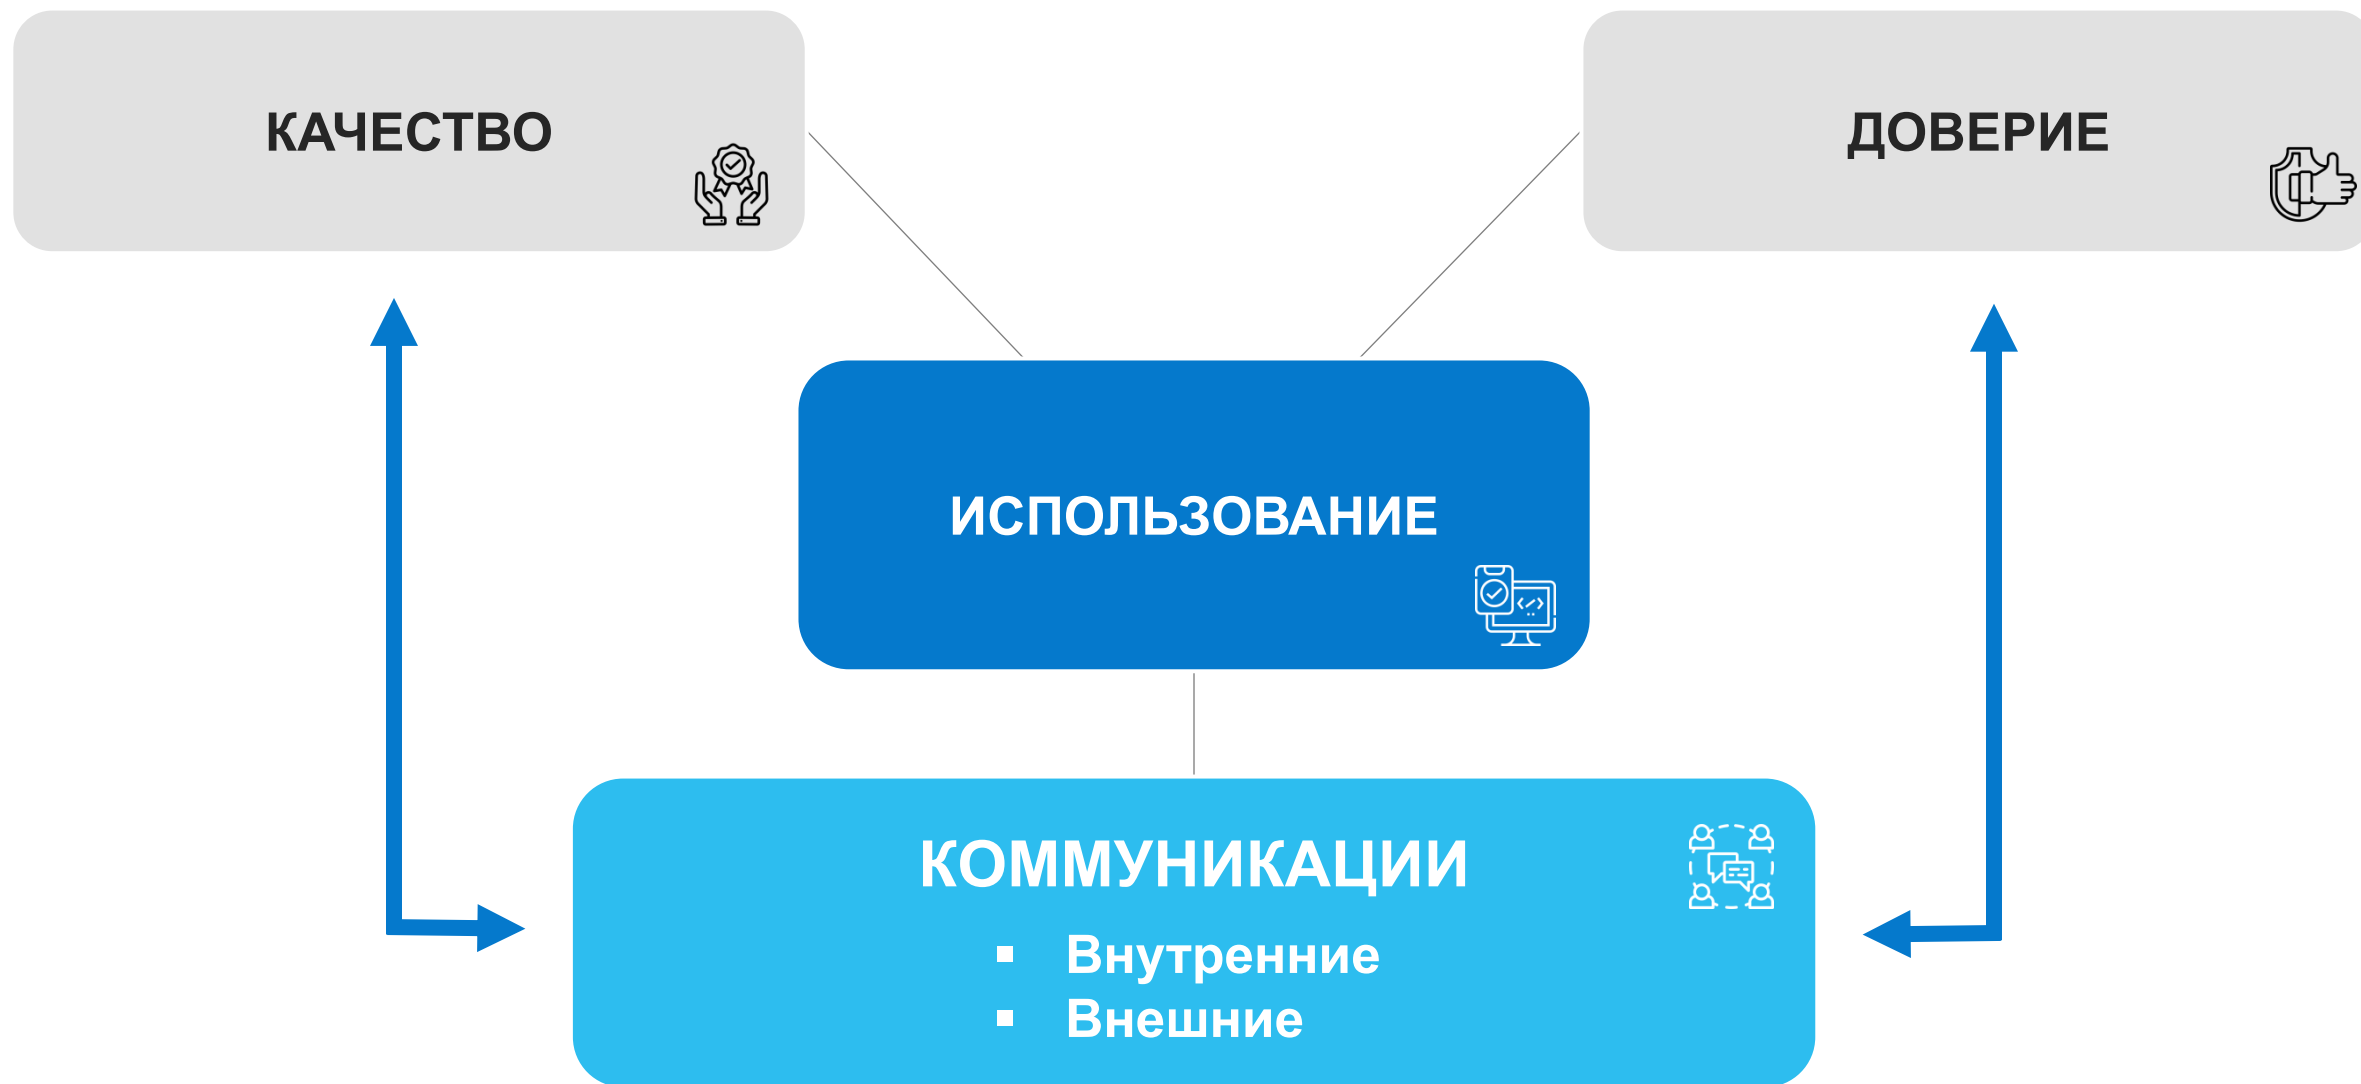 КАЧЕСТВО
ДОВЕРИЕ
ИСПОЛЬЗОВАНИЕ
КОММУНИКАЦИИ
▪ Внутренние
▪ Внешние